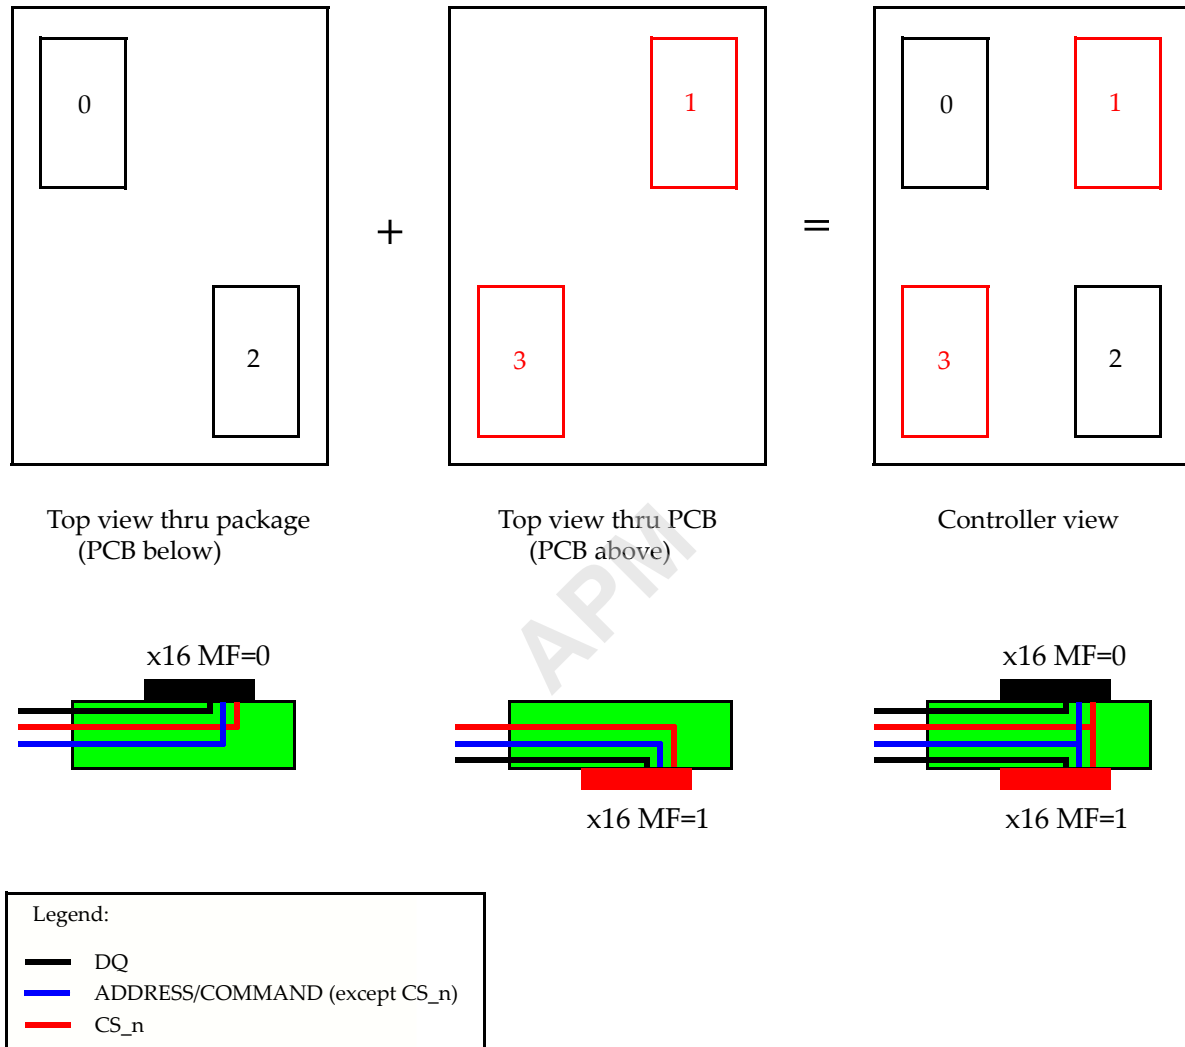 0
1
0
1
+
=
2
3
3
2
Top view thru package
(PCB below)
Top view thru PCB
(PCB above)
Controller view
APM
x16 MF=0
x16 MF=1
x16 MF=0
x16 MF=1
Legend:
DQ
ADDRESS/COMMAND (except CS_n)
CS_n